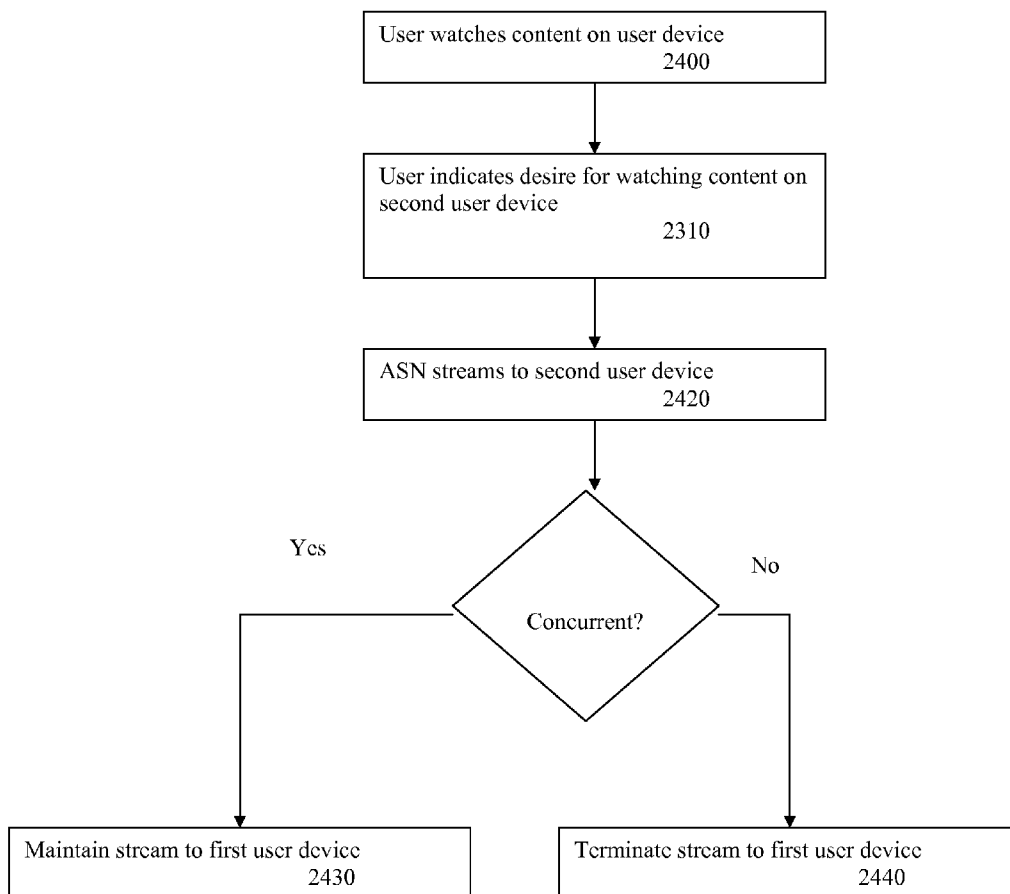 User watches content on user device
2400
User indicates desire for watching content on
second user device
2310
ASN streams to second user device
2420
Yes
No
Concurrent?
Maintain stream to first user device
2430
Terminate stream to first user device
2440